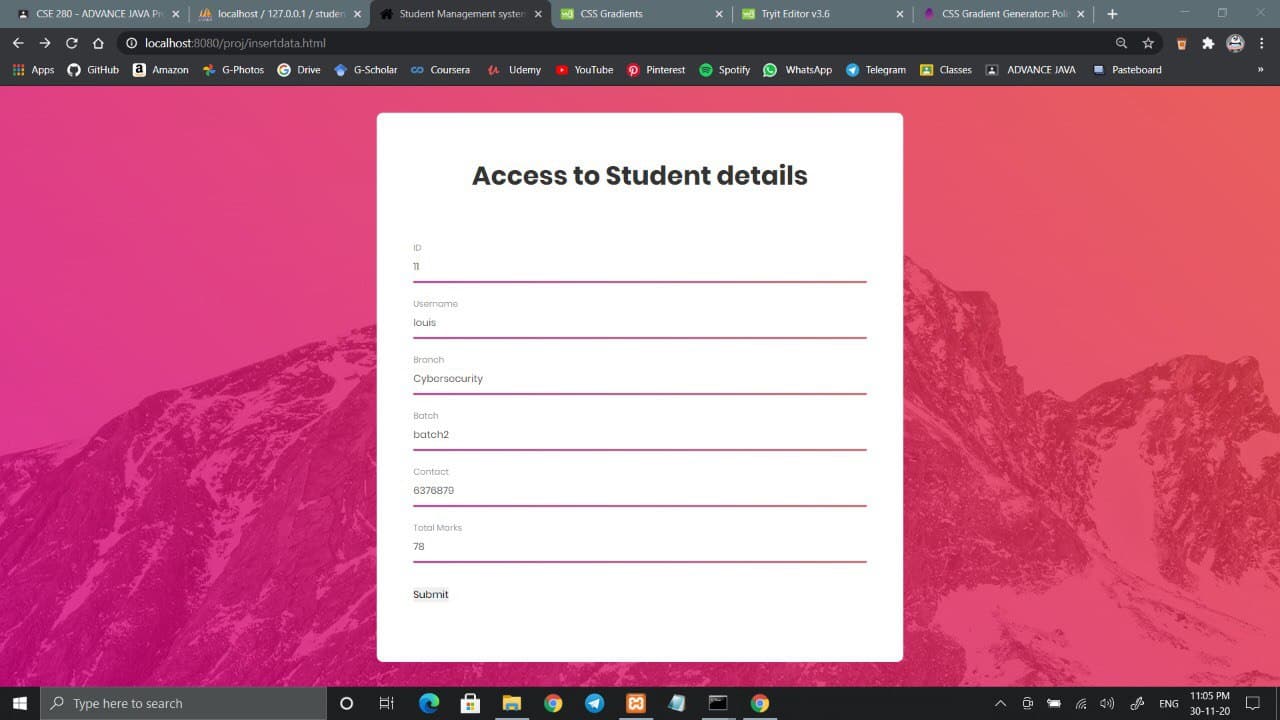 CSE 280 - ADVANCE JAVA Pr
localhost / 127.0.0.1 / studen
Student Management system
CSS Gradients
Tryit Editor v3.6
CSS Gradient Generator: Poli
localhost:8080/proj/insertdata.html
Apps GitHub Amazon G-Photos Drive G-Scholar Coursera Udemy YouTube Pinterest Spotify WhatsApp Telegram Classes ADVANCE JAVA Pasteboard »
Access to Student details
ID
11
Username
louis
Branch
Cybersecurity
Batch
batch2
Contact
6376879
Total Marks
78
Submit
Type here to search
ENG
11:05 PM
30-11-20